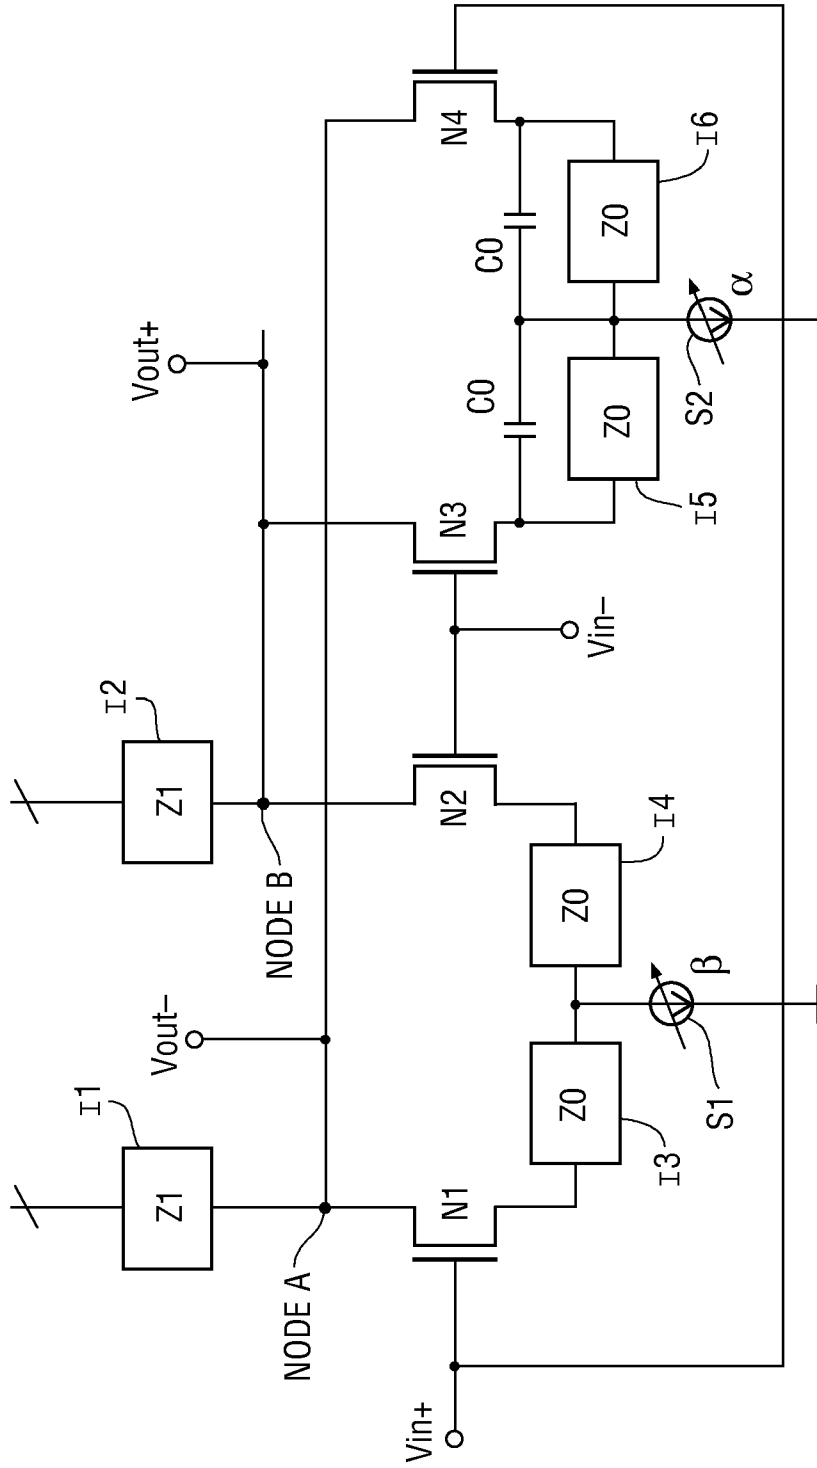 I1
I2
Z1
Z1
Vout–
Vout+
NODE A
NODE B
Vin+
N1
N2
N3
N4
Vin–
C0
C0
Z0
Z0
Z0
Z0
I3
I4
I5
I6
S1
β
S2
α